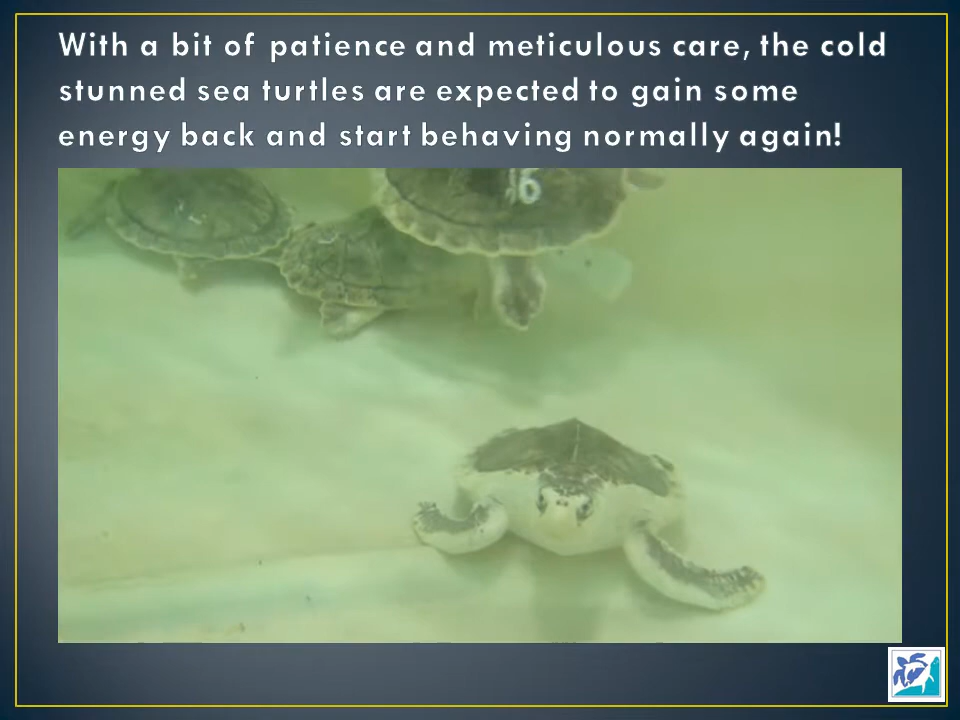 With a bit of patience and meticulous care, the cold
stunned sea turtles are expected to gain some
energy back and start behaving normally again!
16